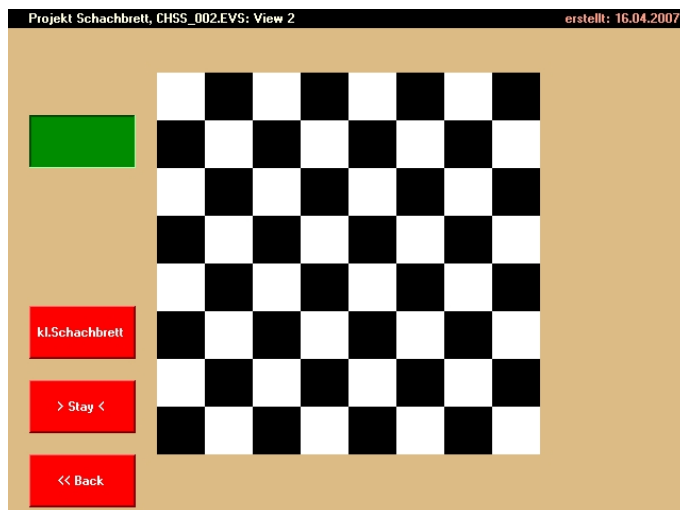 Projekt Schachbrett, CHSS_002.EVS: View 2
erstellt: 16.04.2007
kl.Schachbrett
> Stay <
<< Back